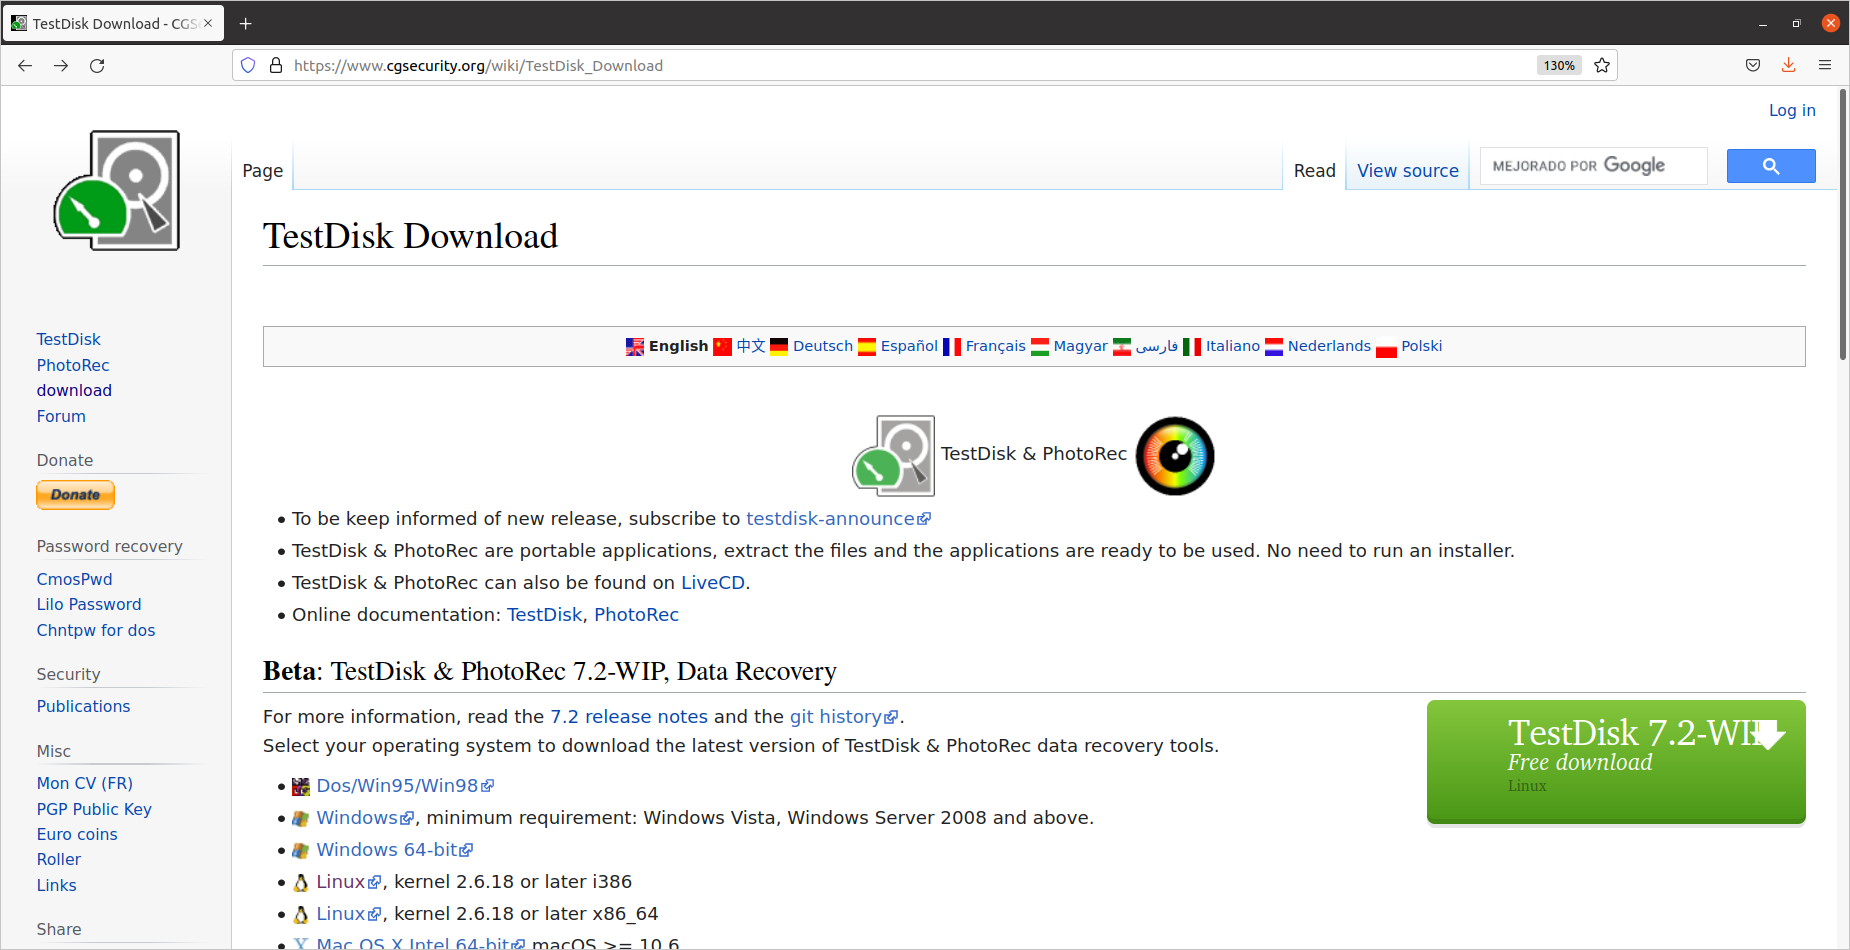 TestDisk Download - CGS
https://www.cgsecurity.org/wiki/TestDisk_Download
130%
Log in
Page
Read
View source
MEJORADO POR Google
TestDisk Download
English 中文 Deutsch Español Français Magyar فارسی Italiano Nederlands Polski
TestDisk
PhotoRec
download
Forum
Donate
Donate
Password recovery
CmosPwd
Lilo Password
Chntpw for dos
Security
Publications
Misc
Mon CV (FR)
PGP Public Key
Euro coins
Roller
Links
Share
TestDisk & PhotoRec
To be keep informed of new release, subscribe to testdisk-announce
TestDisk & PhotoRec are portable applications, extract the files and the applications are ready to be used. No need to run an installer.
TestDisk & PhotoRec can also be found on LiveCD.
Online documentation: TestDisk, PhotoRec
Beta: TestDisk & PhotoRec 7.2-WIP, Data Recovery
For more information, read the 7.2 release notes and the git history.
Select your operating system to download the latest version of TestDisk & PhotoRec data recovery tools.
TestDisk 7.2-WIP
Free download
Linux
Dos/Win95/Win98
Windows, minimum requirement: Windows Vista, Windows Server 2008 and above.
Windows 64-bit
Linux, kernel 2.6.18 or later i386
Linux, kernel 2.6.18 or later x86_64
Mac OS X Intel 64-bit macOS >= 10.6